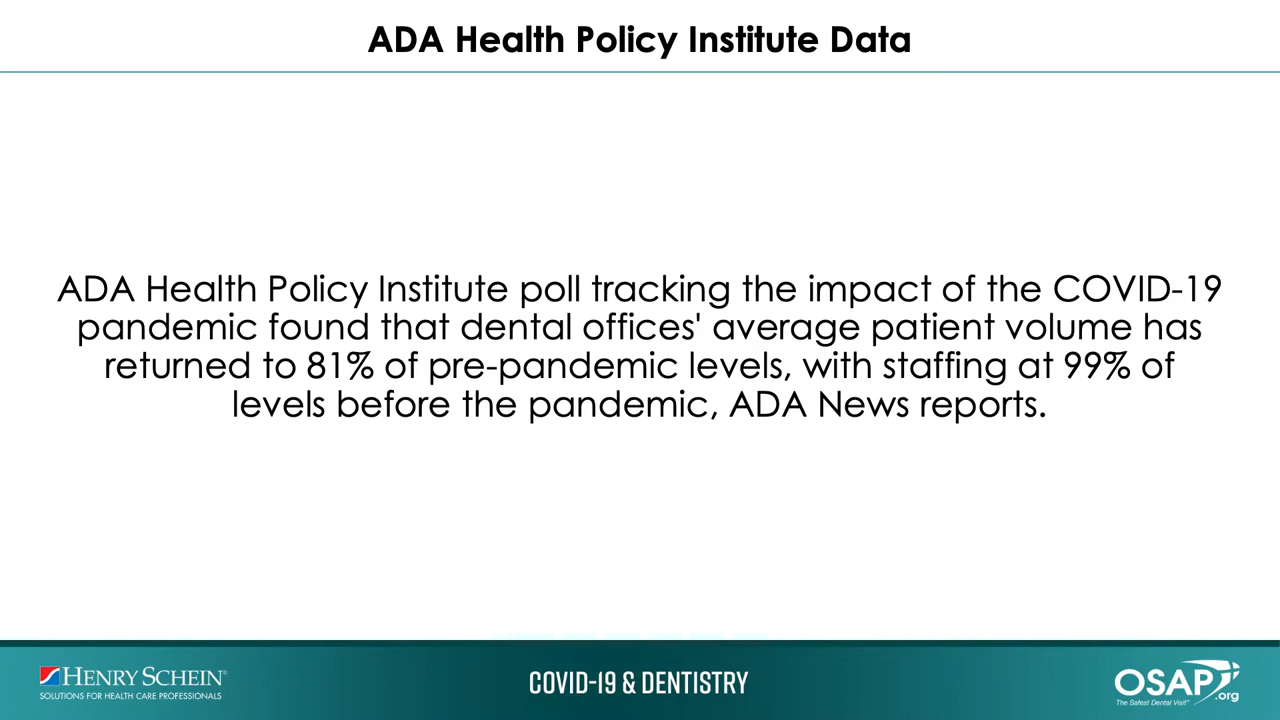 ADA Health Policy Institute Data
ADA Health Policy Institute poll tracking the impact of the COVID-19
pandemic found that dental offices' average patient volume has
returned to 81% of pre-pandemic levels, with staffing at 99% of
levels before the pandemic, ADA News reports.
HENRY SCHEIN®
SOLUTIONS FOR HEALTH CARE PROFESSIONALS
COVID-19 & DENTISTRY
OSAP.org
The Safest Dental Visit™